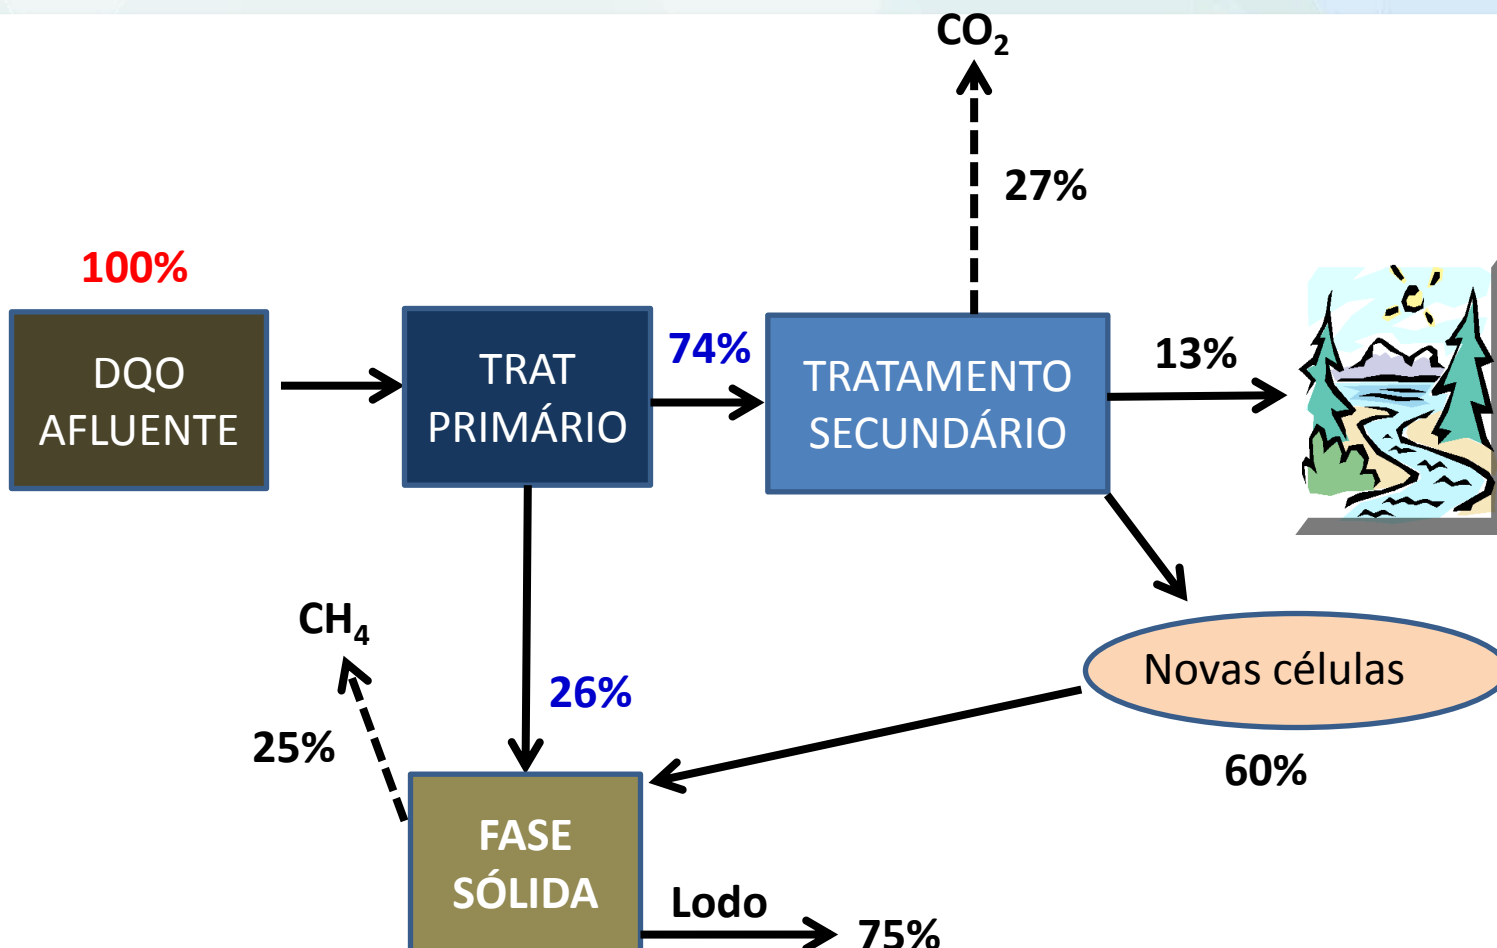 CO₂
27%
100%
DQO
AFLUENTE
TRAT
PRIMÁRIO
74%
TRATAMENTO
SECUNDÁRIO
13%
CH₄
26%
25%
Novas células
60%
FASE
SÓLIDA
Lodo
75%